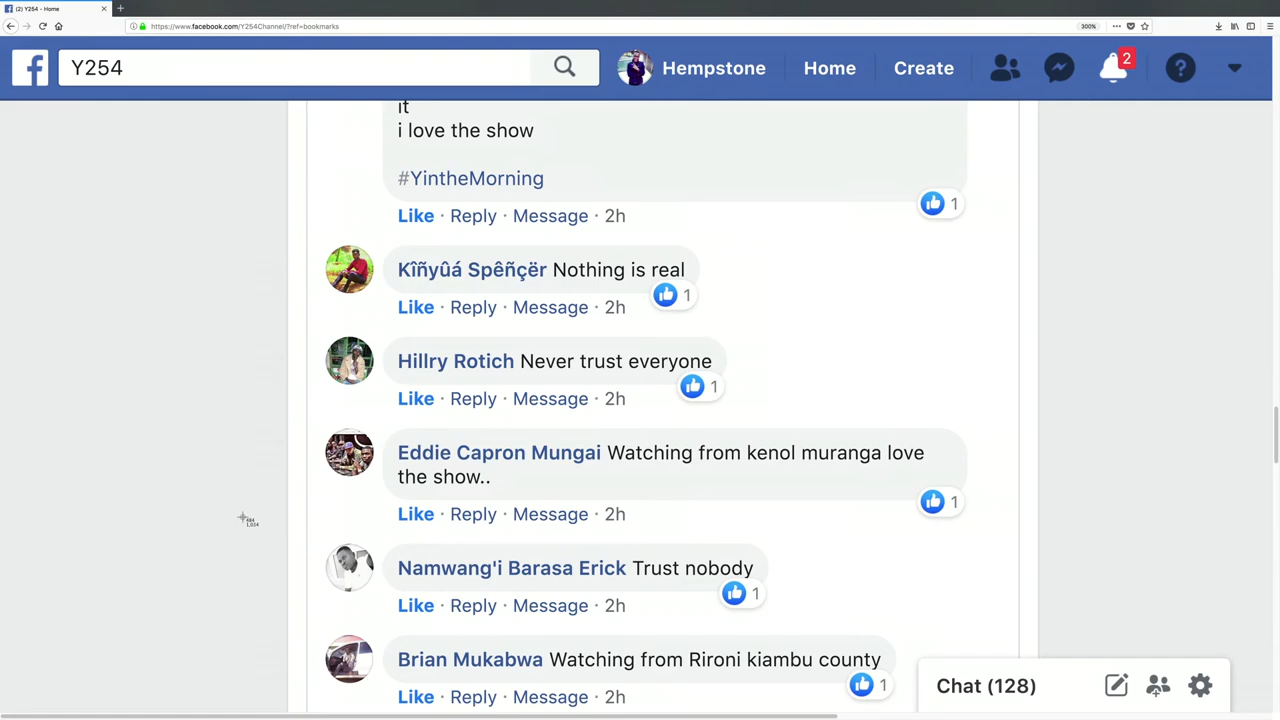 (2) Y254 - Home
https://www.facebook.com/Y254Channel/?ref=bookmarks
300%
Y254
Hempstone
Home
Create
2
it
i love the show
#YintheMorning
1
Like · Reply · Message · 2h
Kîñyûá Spêñçër Nothing is real
1
Like · Reply · Message · 2h
Hillry Rotich Never trust everyone
1
Like · Reply · Message · 2h
Eddie Capron Mungai Watching from kenol muranga love
the show..
1
Like · Reply · Message · 2h
484
1,014
Namwang'i Barasa Erick Trust nobody
1
Like · Reply · Message · 2h
Brian Mukabwa Watching from Rironi kiambu county
1
Like · Reply · Message · 2h
Chat (128)